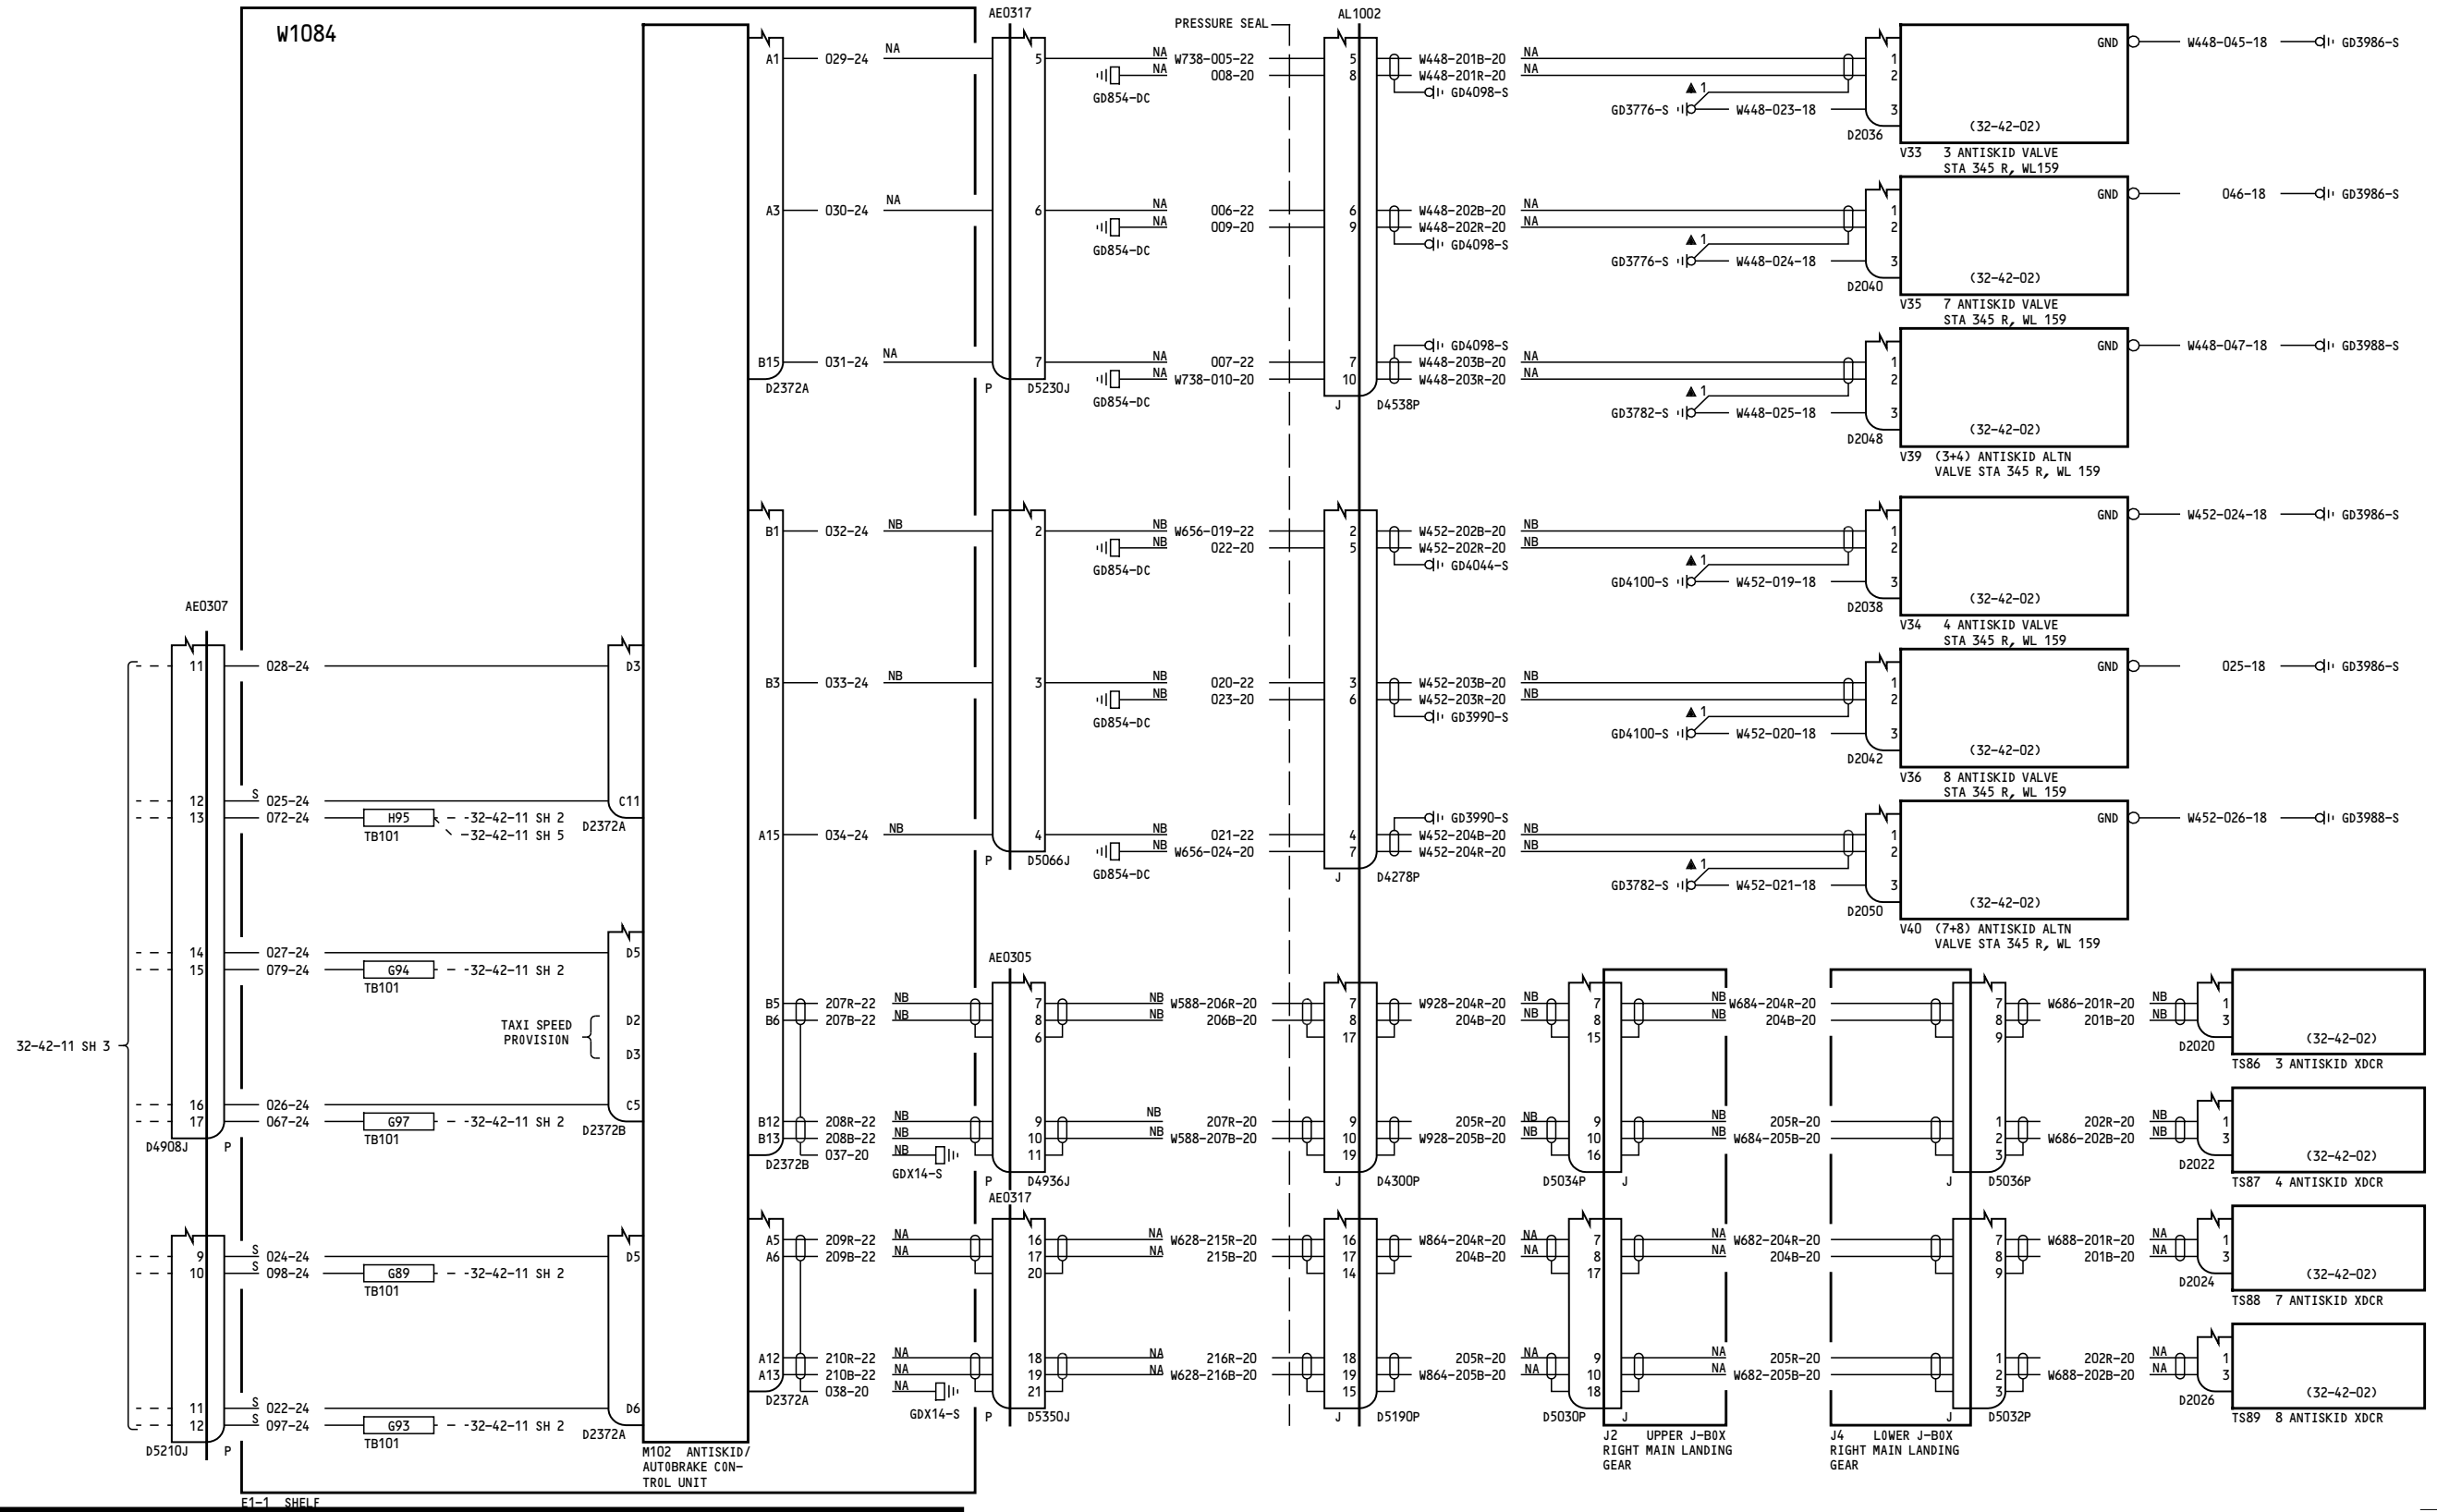 W1084
AE0317
PRESSURE SEAL
AL1002
A1 029-24 NA 5 NA W738-005-22 5 W448-201B-20 NA 1 GND W448-045-18 GD3986-S
NA 008-20 8 W448-201R-20 NA 2
GD854-DC GD4098-S 1
GD3776-S W448-023-18 3
D2036 (32-42-02)
V33 3 ANTISKID VALVE
STA 345 R, WL159
A3 030-24 NA 6 NA 006-22 6 W448-202B-20 NA 1 GND 046-18 GD3986-S
NA 009-20 9 W448-202R-20 NA 2
GD854-DC GD4098-S 1
GD3776-S W448-024-18 3
D2040 (32-42-02)
V35 7 ANTISKID VALVE
STA 345 R, WL 159
GD4098-S GND W448-047-18 GD3988-S
B15 031-24 NA 7 NA 007-22 7 W448-203B-20 NA 1
D2372A P D5230J NA W738-010-20 10 W448-203R-20 NA 2
GD854-DC J D4538P 1
GD3782-S W448-025-18 3
D2048 (32-42-02)
V39 (3+4) ANTISKID ALTN
VALVE STA 345 R, WL 159
B1 032-24 NB 2 NB W656-019-22 2 W452-202B-20 NB 1 GND W452-024-18 GD3986-S
NB 022-20 5 W452-202R-20 NB 2
GD854-DC GD4044-S 1
GD4100-S W452-019-18 3
D2038 (32-42-02)
V34 4 ANTISKID VALVE
STA 345 R, WL 159
AE0307
11 028-24 D3
B3 033-24 NB 3 NB 020-22 3 W452-203B-20 NB 1 GND 025-18 GD3986-S
NB 023-20 6 W452-203R-20 NB 2
GD854-DC GD3990-S 1
GD4100-S W452-020-18 3
D2042 (32-42-02)
V36 8 ANTISKID VALVE
STA 345 R, WL 159
12 S 025-24 C11
13 072-24 H95 32-42-11 SH 2
TB101 32-42-11 SH 5 D2372A
GD3990-S GND W452-026-18 GD3988-S
A15 034-24 NB 4 NB 021-22 4 W452-204B-20 NB 1
P D5066J NB W656-024-20 7 W452-204R-20 NB 2
GD854-DC J D4278P 1
GD3782-S W452-021-18 3
D2050 (32-42-02)
V40 (7+8) ANTISKID ALTN
VALVE STA 345 R, WL 159
14 027-24 D5
15 079-24 G94 32-42-11 SH 2
TB101
TAXI SPEED
PROVISION
D2
D3
32-42-11 SH 3
AE0305
B5 207R-22 NB 7 NB W588-206R-20 7 W928-204R-20 NB 7 NB W684-204R-20 7 W686-201R-20 NB 1
B6 207B-22 NB 8 NB 206B-20 8 204B-20 NB 8 NB 204B-20 8 201B-20 NB 3
6 17 15 9 D2020 (32-42-02)
TS86 3 ANTISKID XDCR
16 026-24 C5
17 067-24 G97 32-42-11 SH 2
TB101 D2372B
D4908J P
B12 208R-22 NB 9 NB 207R-20 9 205R-20 NB 9 NB 205R-20 1 202R-20 NB 1
B13 208B-22 NB 10 NB W588-207B-20 10 W928-205B-20 NB 10 NB W684-205B-20 2 W686-202B-20 NB 3
037-20 NB 11 19 16 3 D2022 (32-42-02)
D2372B GDX14-S P D4936J J D4300P D5034P J J D5036P
TS87 4 ANTISKID XDCR
AE0317
9 S 024-24 D5
10 S 098-24 G89 32-42-11 SH 2
TB101
A5 209R-22 NA 16 NA W628-215R-20 16 W864-204R-20 NA 7 NA W682-204R-20 7 W688-201R-20 NA 1
A6 209B-22 NA 17 NA 215B-20 17 204B-20 NA 8 NA 204B-20 8 201B-20 NA 3
20 14 17 9 D2024 (32-42-02)
TS88 7 ANTISKID XDCR
11 S 022-24 D6
12 S 097-24 G93 32-42-11 SH 2
TB101 D2372A
D5210J P
A12 210R-22 NA 18 NA 216R-20 18 205R-20 NA 9 NA 205R-20 1 202R-20 NA 1
A13 210B-22 NA 19 NA W628-216B-20 19 W864-205B-20 NA 10 NA W682-205B-20 2 W688-202B-20 NA 3
038-20 NA 21 15 18 3 D2026 (32-42-02)
D2372A GDX14-S P D5350J J D5190P D5030P J J D5032P
TS89 8 ANTISKID XDCR
M102 ANTISKID/
AUTOBRAKE CON-
TROL UNIT
J2 UPPER J-BOX
RIGHT MAIN LANDING
GEAR
J4 LOWER J-BOX
RIGHT MAIN LANDING
GEAR
E1-1 SHELF